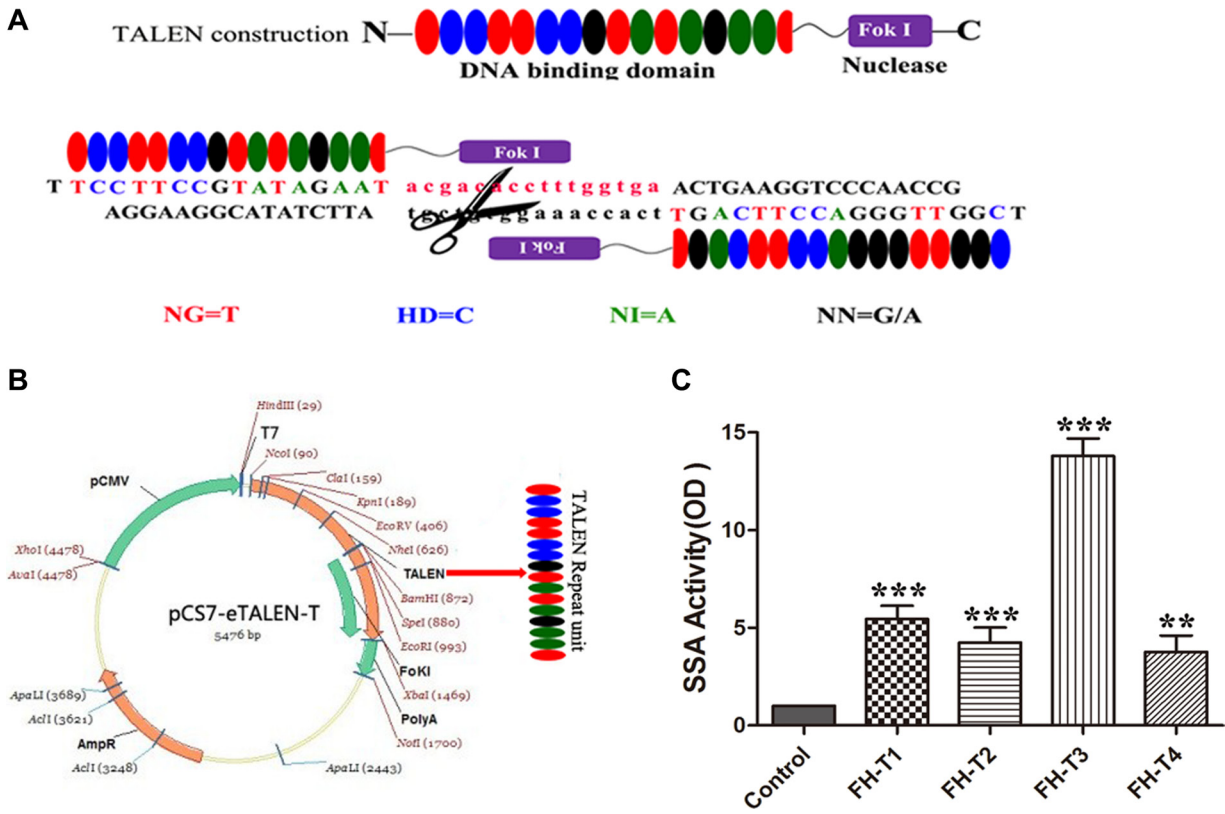 A
TALEN construction N C
Fok I
DNA binding domain Nuclease
Fok I
T TCCTTCCGTATAGAAT acgacacctttggtga ACTGAAGGTCCCAACCG
AGGAAGGCATATCTTA aaaccact TGACTTCCAGGGTTGGCT
Fok I
NG=T HD=C NI=A NN=G/A
B
HindIII (29)
T7
NcoI (90)
ClaI (159)
KpnI (189)
EcoRV (406)
NheI (626)
TALEN
BamHI (872)
SpeI (880)
EcoRI (993)
FoKI
XbaI (1469)
PolyA
NotI (1700)
ApaLI (2443)
AclI (3248)
AmpR
AclI (3621)
ApaLI (3689)
AvaI (4478)
XhoI (4478)
pCMV
pCS7-eTALEN-T
5476 bp
TALEN Repeat unit
C
SSA Activity(OD )
15
10
5
0
***
***
***
**
Control
FH-T1
FH-T2
FH-T3
FH-T4